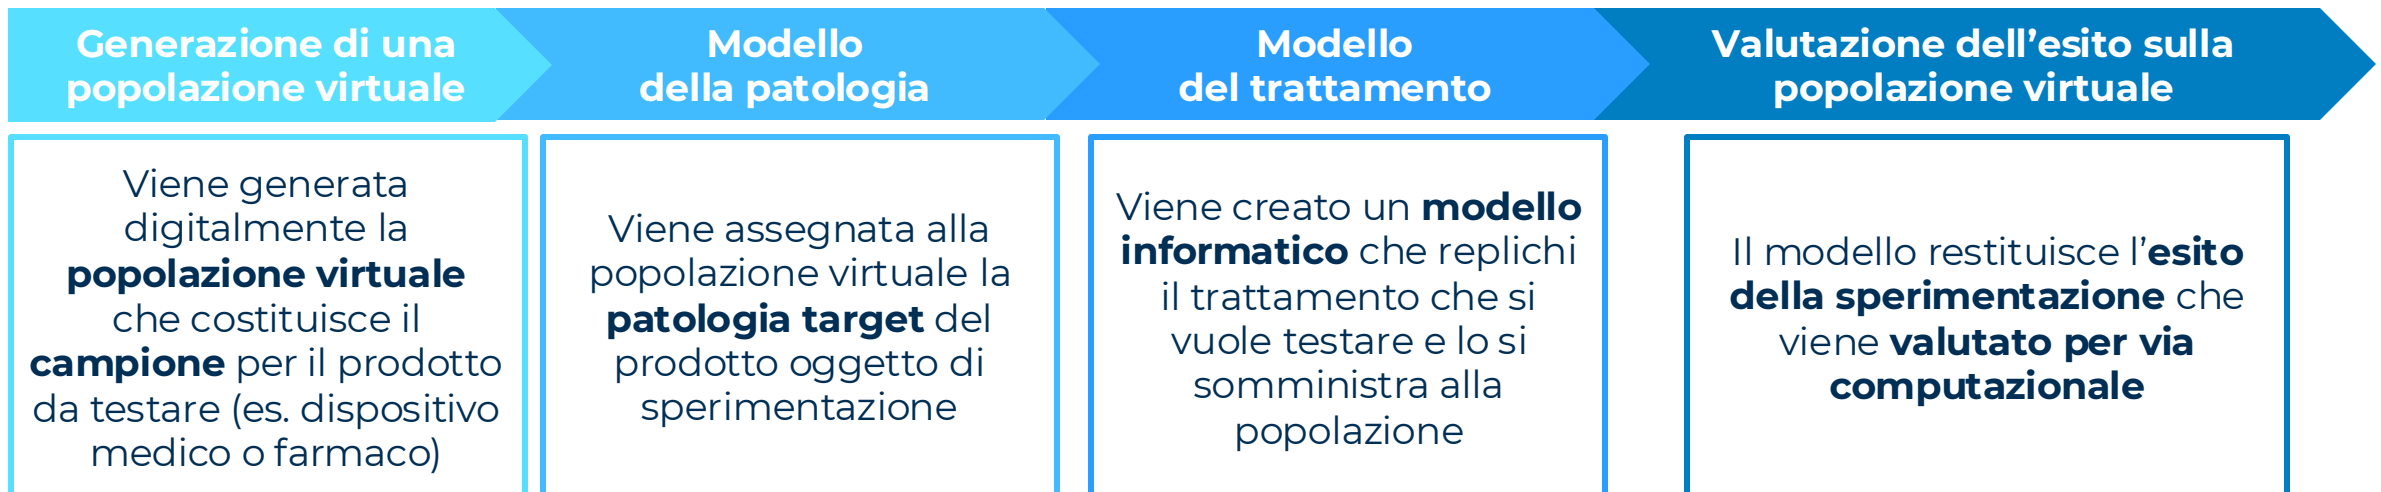 Generazione di una
popolazione virtuale
Modello
della patologia
Modello
del trattamento
Valutazione dell’esito sulla
popolazione virtuale
Viene generata
digitalmente la
popolazione virtuale
che costituisce il
campione per il prodotto
da testare (es. dispositivo
medico o farmaco)
Viene assegnata alla
popolazione virtuale la
patologia target del
prodotto oggetto di
sperimentazione
Viene creato un modello
informatico che replichi
il trattamento che si
vuole testare e lo si
somministra alla
popolazione
Il modello restituisce l’esito
della sperimentazione che
viene valutato per via
computazionale